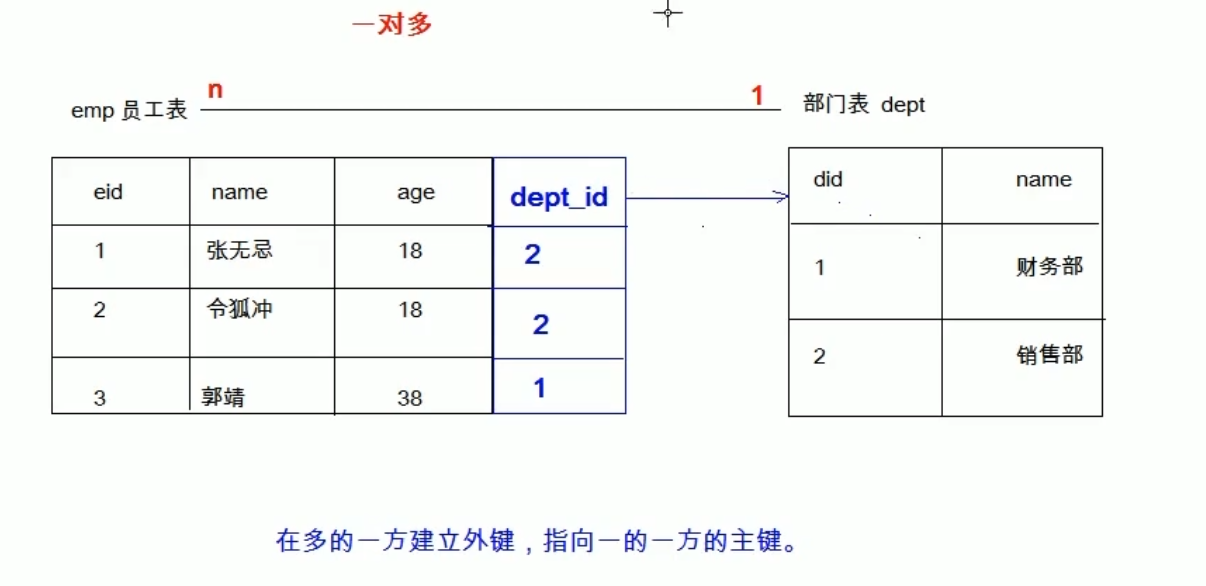 一对多
n 1
emp 员工表 部门表 dept
eid name age dept_id did name
1 张无忌 18 2 1 财务部
2 令狐冲 18 2 2 销售部
3 郭靖 38 1
在多的一方建立外键，指向一的一方的主键。